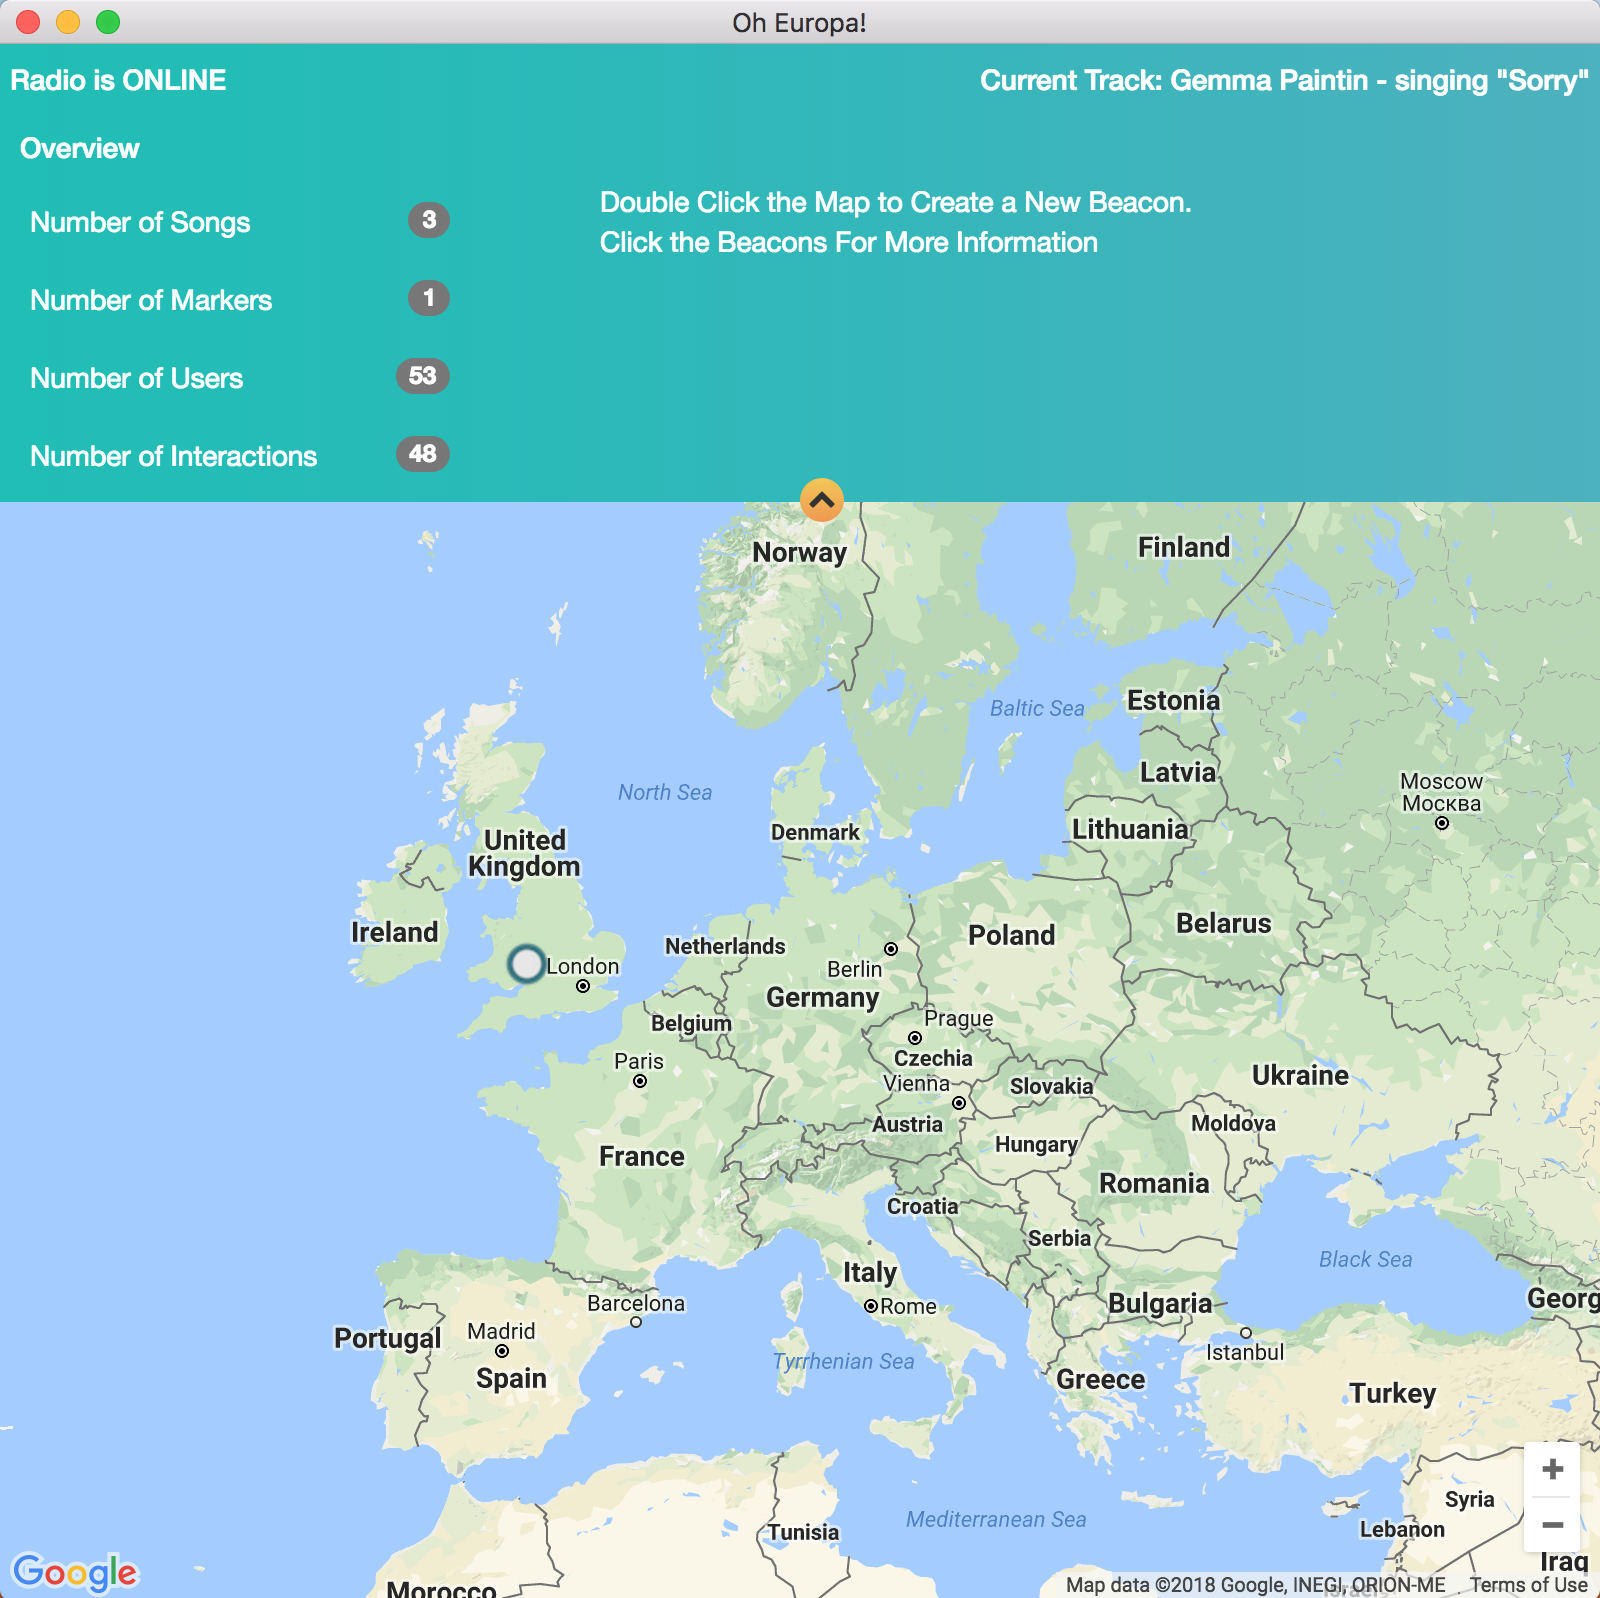 Oh Europa!
Radio is ONLINE
Current Track: Gemma Paintin - singing "Sorry"
Overview
Number of Songs 3
Double Click the Map to Create a New Beacon.
Click the Beacons For More Information
Number of Markers 1
Number of Users 53
Number of Interactions 48
Norway
Finland
Estonia
Baltic Sea
Latvia
Moscow
Москва
North Sea
Denmark
Lithuania
United
Kingdom
Belarus
Ireland
Poland
Netherlands
London
Berlin
Germany
Prague
Belgium
Czechia
Paris
Ukraine
Vienna
Slovakia
Austria
Moldova
Hungary
France
Romania
Croatia
Serbia
Black Sea
Italy
Georg
Barcelona
Rome
Bulgaria
Portugal
Madrid
Istanbul
Tyrrhenian Sea
Spain
Greece
Turkey
Syria
Mediterranean Sea
Lebanon
Tunisia
Iraq
Google
Morocco
Israel
Map data ©2018 Google, INEGI, ORION-ME
Terms of Use